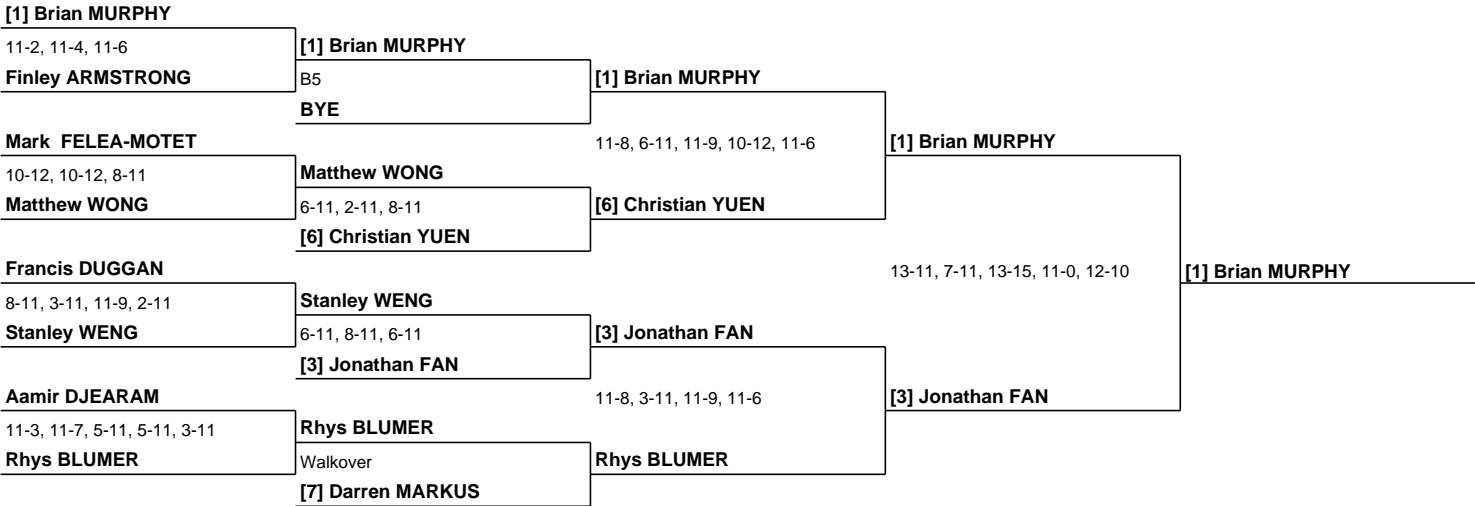 [1] Brian MURPHY
11-2, 11-4, 11-6
Finley ARMSTRONG
Mark  FELEA-MOTET
10-12, 10-12, 8-11
Matthew WONG
Francis DUGGAN
8-11, 3-11, 11-9, 2-11
Stanley WENG
Aamir DJEARAM
11-3, 11-7, 5-11, 5-11, 3-11
Rhys BLUMER
[1] Brian MURPHY
B5
BYE
Matthew WONG
6-11, 2-11, 8-11
[6] Christian YUEN
Stanley WENG
6-11, 8-11, 6-11
[3] Jonathan FAN
Rhys BLUMER
Walkover
[7] Darren MARKUS
[1] Brian MURPHY
11-8, 6-11, 11-9, 10-12, 11-6
[6] Christian YUEN
[3] Jonathan FAN
11-8, 3-11, 11-9, 11-6
Rhys BLUMER
[1] Brian MURPHY
13-11, 7-11, 13-15, 11-0, 12-10
[3] Jonathan FAN
[1] Brian MURPHY